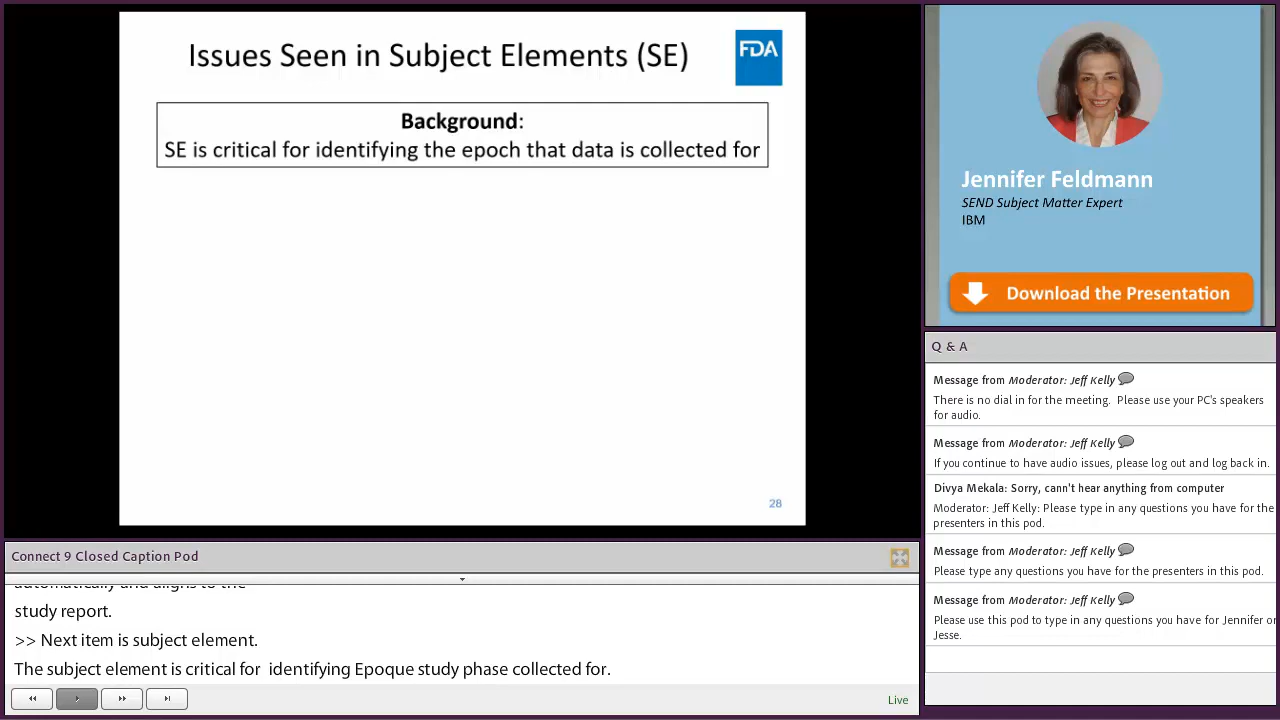 Issues Seen in Subject Elements (SE)
FDA
Background:
SE is critical for identifying the epoch that data is collected for
28
Jennifer Feldmann
SEND Subject Matter Expert
IBM
Download the Presentation
Q & A
Message from Moderator: Jeff Kelly
There is no dial in for the meeting. Please use your PC's speakers
for audio.
Message from Moderator: Jeff Kelly
If you continue to have audio issues, please log out and log back in.
Divya Mekala: Sorry, cann't hear anything from computer
Moderator: Jeff Kelly: Please type in any questions you have for the
presenters in this pod.
Message from Moderator: Jeff Kelly
Please type any questions you have for the presenters in this pod.
Message from Moderator: Jeff Kelly
Please use this pod to type in any questions you have for Jennifer or
Jesse.
Connect 9 Closed Caption Pod
automatically and aligns to the
study report.
>> Next item is subject element.
The subject element is critical for identifying Epoque study phase collected for.
Live